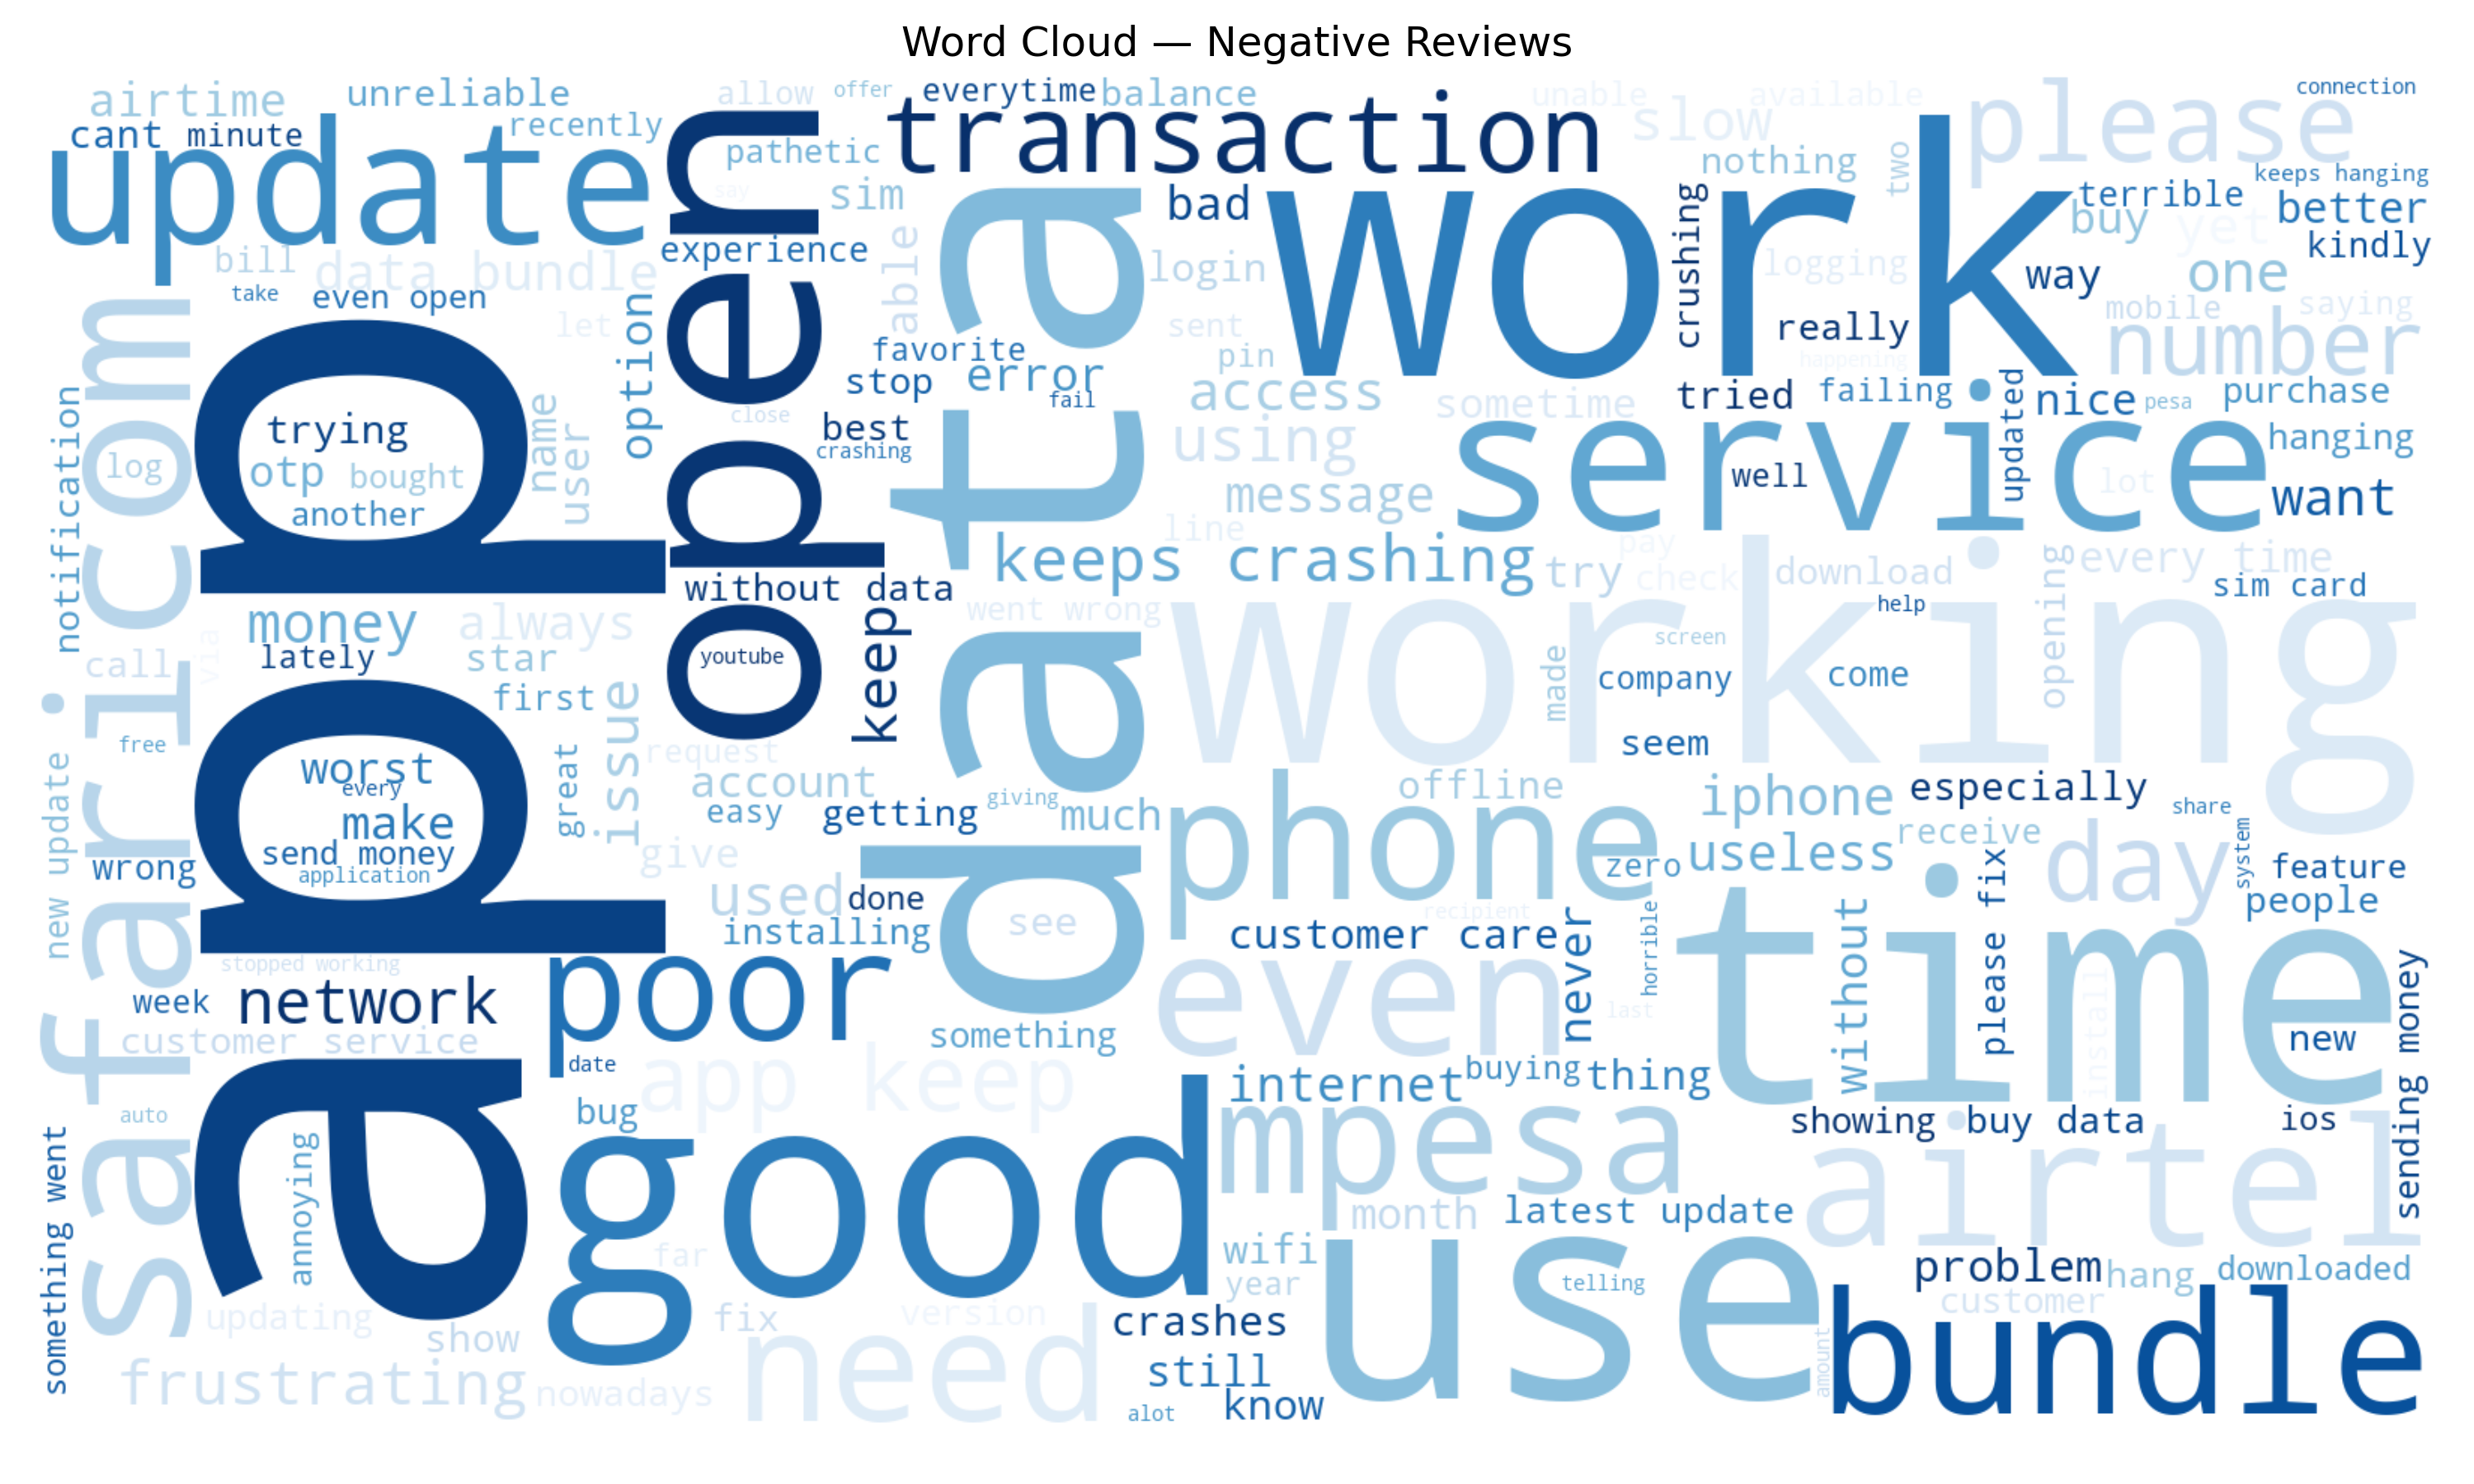 Word Cloud — Negative Reviews
airtime
unreliable
allow
offer
everytime
balance
unable
available
connection
cant
minute
recently
pathetic
transaction
slow
please
update
open
say
sim
bad
work
nothing
two
terrible
keeps hanging
buy
yet
better
kindly
bill
data bundle
experience
able
login
crushing
logging
way
one
take
even open
let
option
sent
really
mobile
saying
number
favorite
pin
happening
stop
error
fail
access
sometime
tried
failing
updated
nice
pesa
purchase
app
trying
name
user
close
best
crashing
data
using
service
hanging
log
otp
bought
another
message
well
lot
want
notification
safaricom
line
without data
keeps crashing
try
pay
check
download
opening
every time
sim card
money
always
keep
went wrong
working
help
call
via
lately
star
youtube
screen
first
issue
made
company
come
free
great
request
seem
worst
every
account
giving
offline
iphone
especially
share
make
easy
getting
much
phone
receive
system
new update
wrong
send money
application
give
zero
useless
day
feature
used
done
see
people
installing
customer care
recipient
never
horrible
please fix
without
time
stopped working
poor
even
last
install
week
network
something
new
sending money
customer service
date
app keep
internet
buying
thing
auto
bug
good
mpesa
showing
buy data
ios
something went
annoying
airtel
month
latest update
far
wifi
year
use
telling
problem
hang
downloaded
updating
show
fix
version
crashes
customer
bundle
amount
frustrating
nowadays
need
still
know
alot